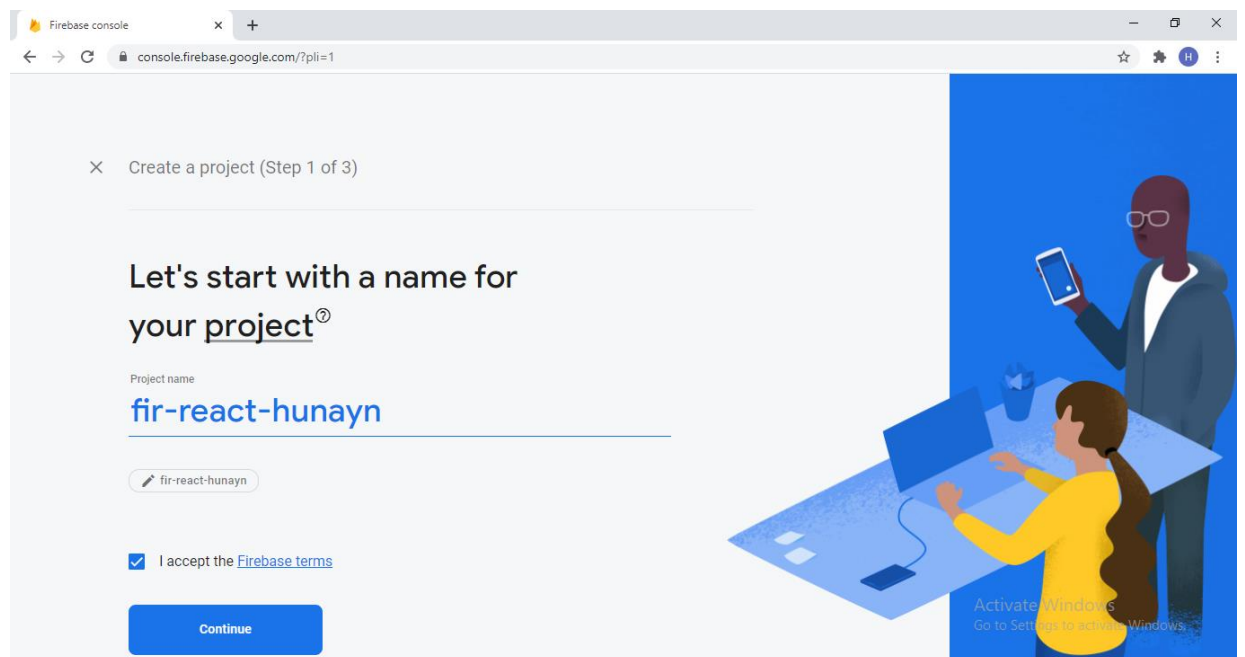 Firebase console
console.firebase.google.com/?pli=1
H
Create a project (Step 1 of 3)
Let's start with a name for
your project
Project name
fir-react-hunayn
fir-react-hunayn
I accept the Firebase terms
Continue
Activate Windows
Go to Settings to activate Windows.